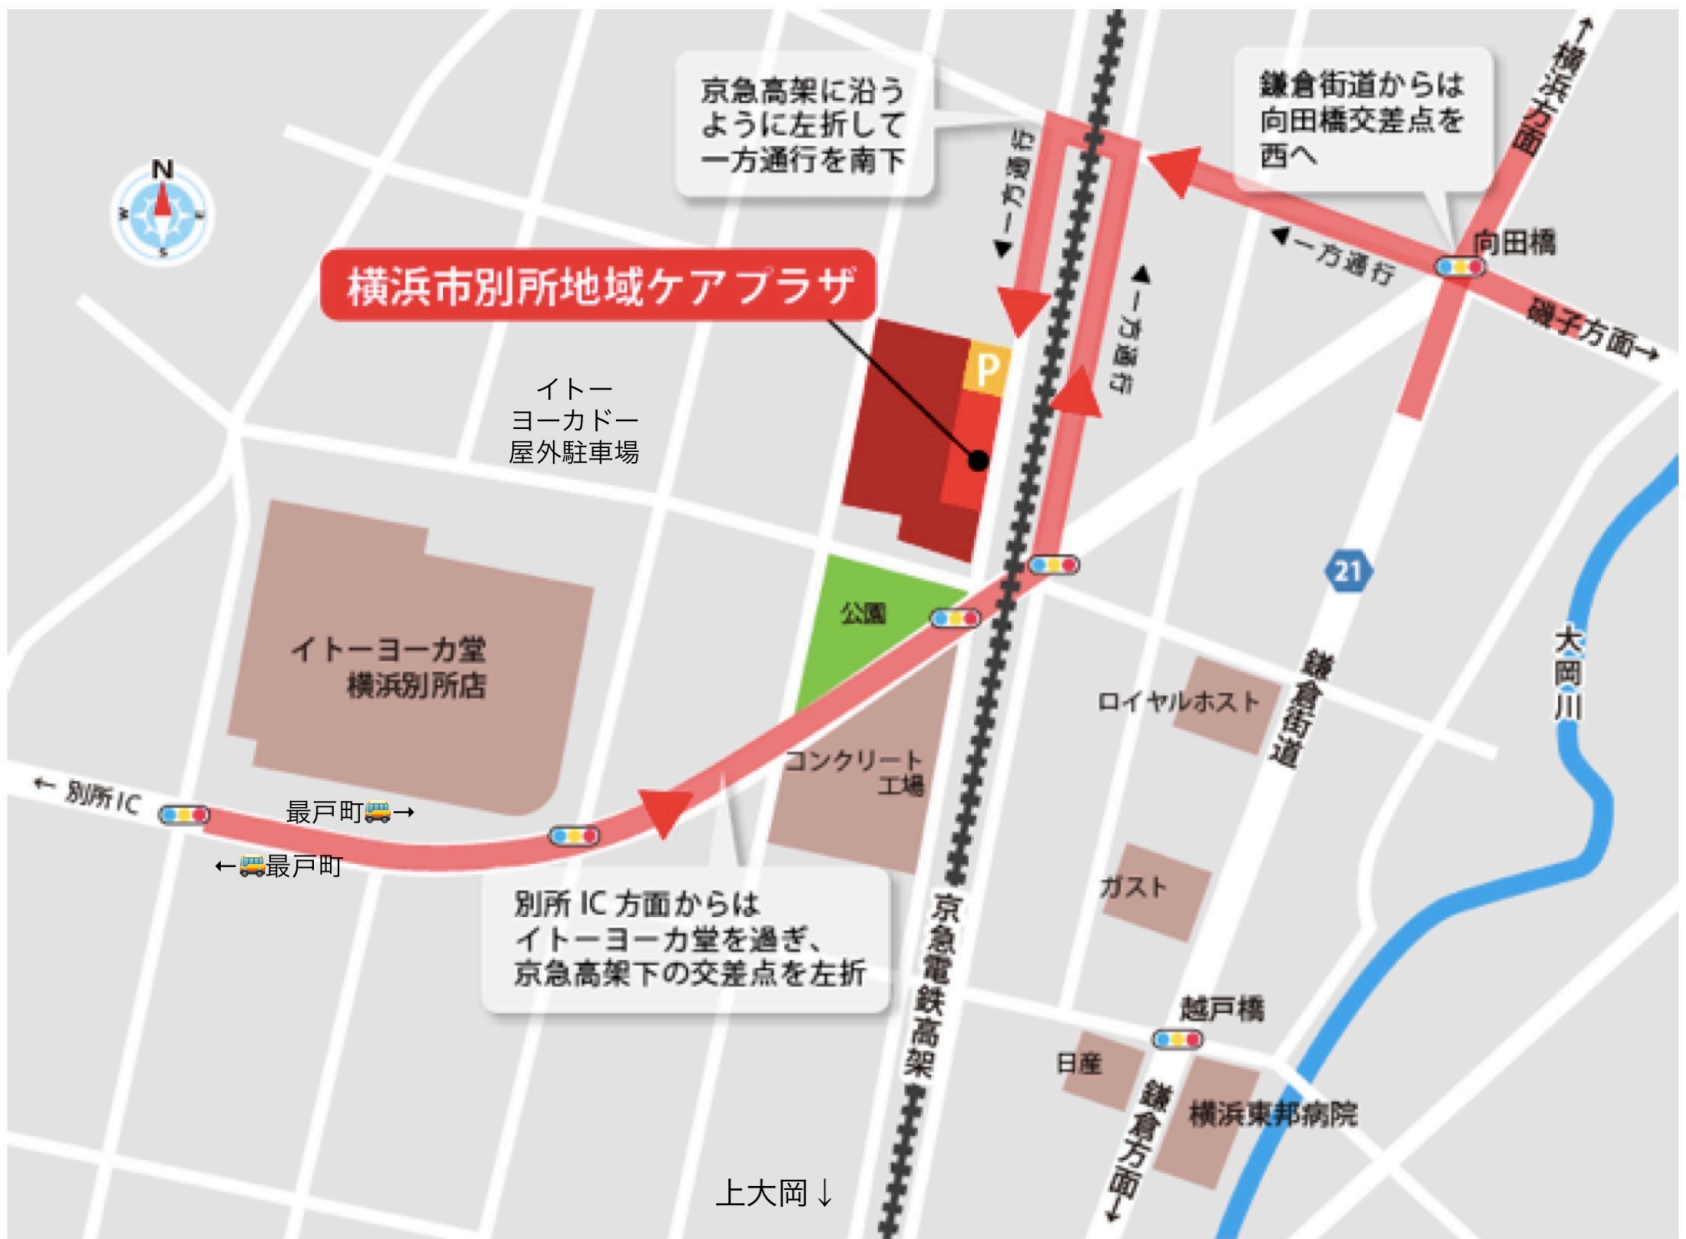 京急高架に沿う
ように左折して
一方通行を南下
鎌倉街道からは
向田橋交差点を
西へ
↑横浜方面
N
W
E
S
◀一方通行
向田橋
◀一方通行
磯子方面→
横浜市別所地域ケアプラザ
◀一方通行
P
イトー
ヨーカドー
屋外駐車場
21
公園
イトーヨーカ堂
横浜別所店
大岡川
ロイヤルホスト
鎌倉街道
コンクリート
工場
← 別所IC
最戸町🚌→
←🚌最戸町
ガスト
別所 IC 方面からは
イトーヨーカ堂を過ぎ、
京急高架下の交差点を左折
京急電鉄高架
越戸橋
日産
横浜東邦病院
鎌倉方面↓
上大岡↓